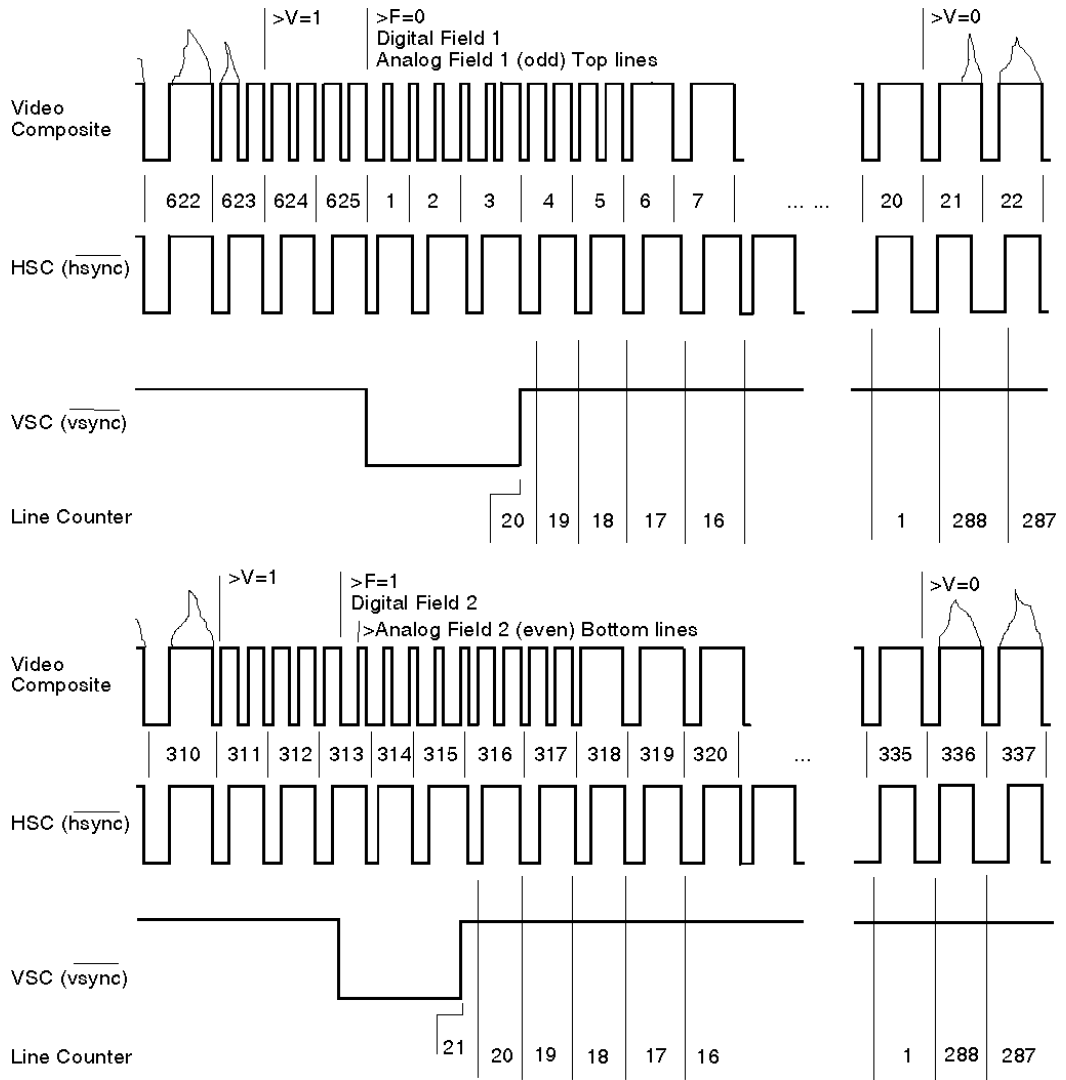 >V=1
>F=0
Digital Field 1
Analog Field 1 (odd) Top lines
>V=0
Video
Composite
622 623 624 625 1 2 3 4 5 6 7 ... ... 20 21 22
HSC (hsync)
VSC (vsync)
Line Counter
20 19 18 17 16 1 288 287
>V=1
>F=1
Digital Field 2
>Analog Field 2 (even) Bottom lines
>V=0
Video
Composite
310 311 312 313 314 315 316 317 318 319 320 ... 335 336 337
HSC (hsync)
VSC (vsync)
Line Counter
21 20 19 18 17 16 1 288 287